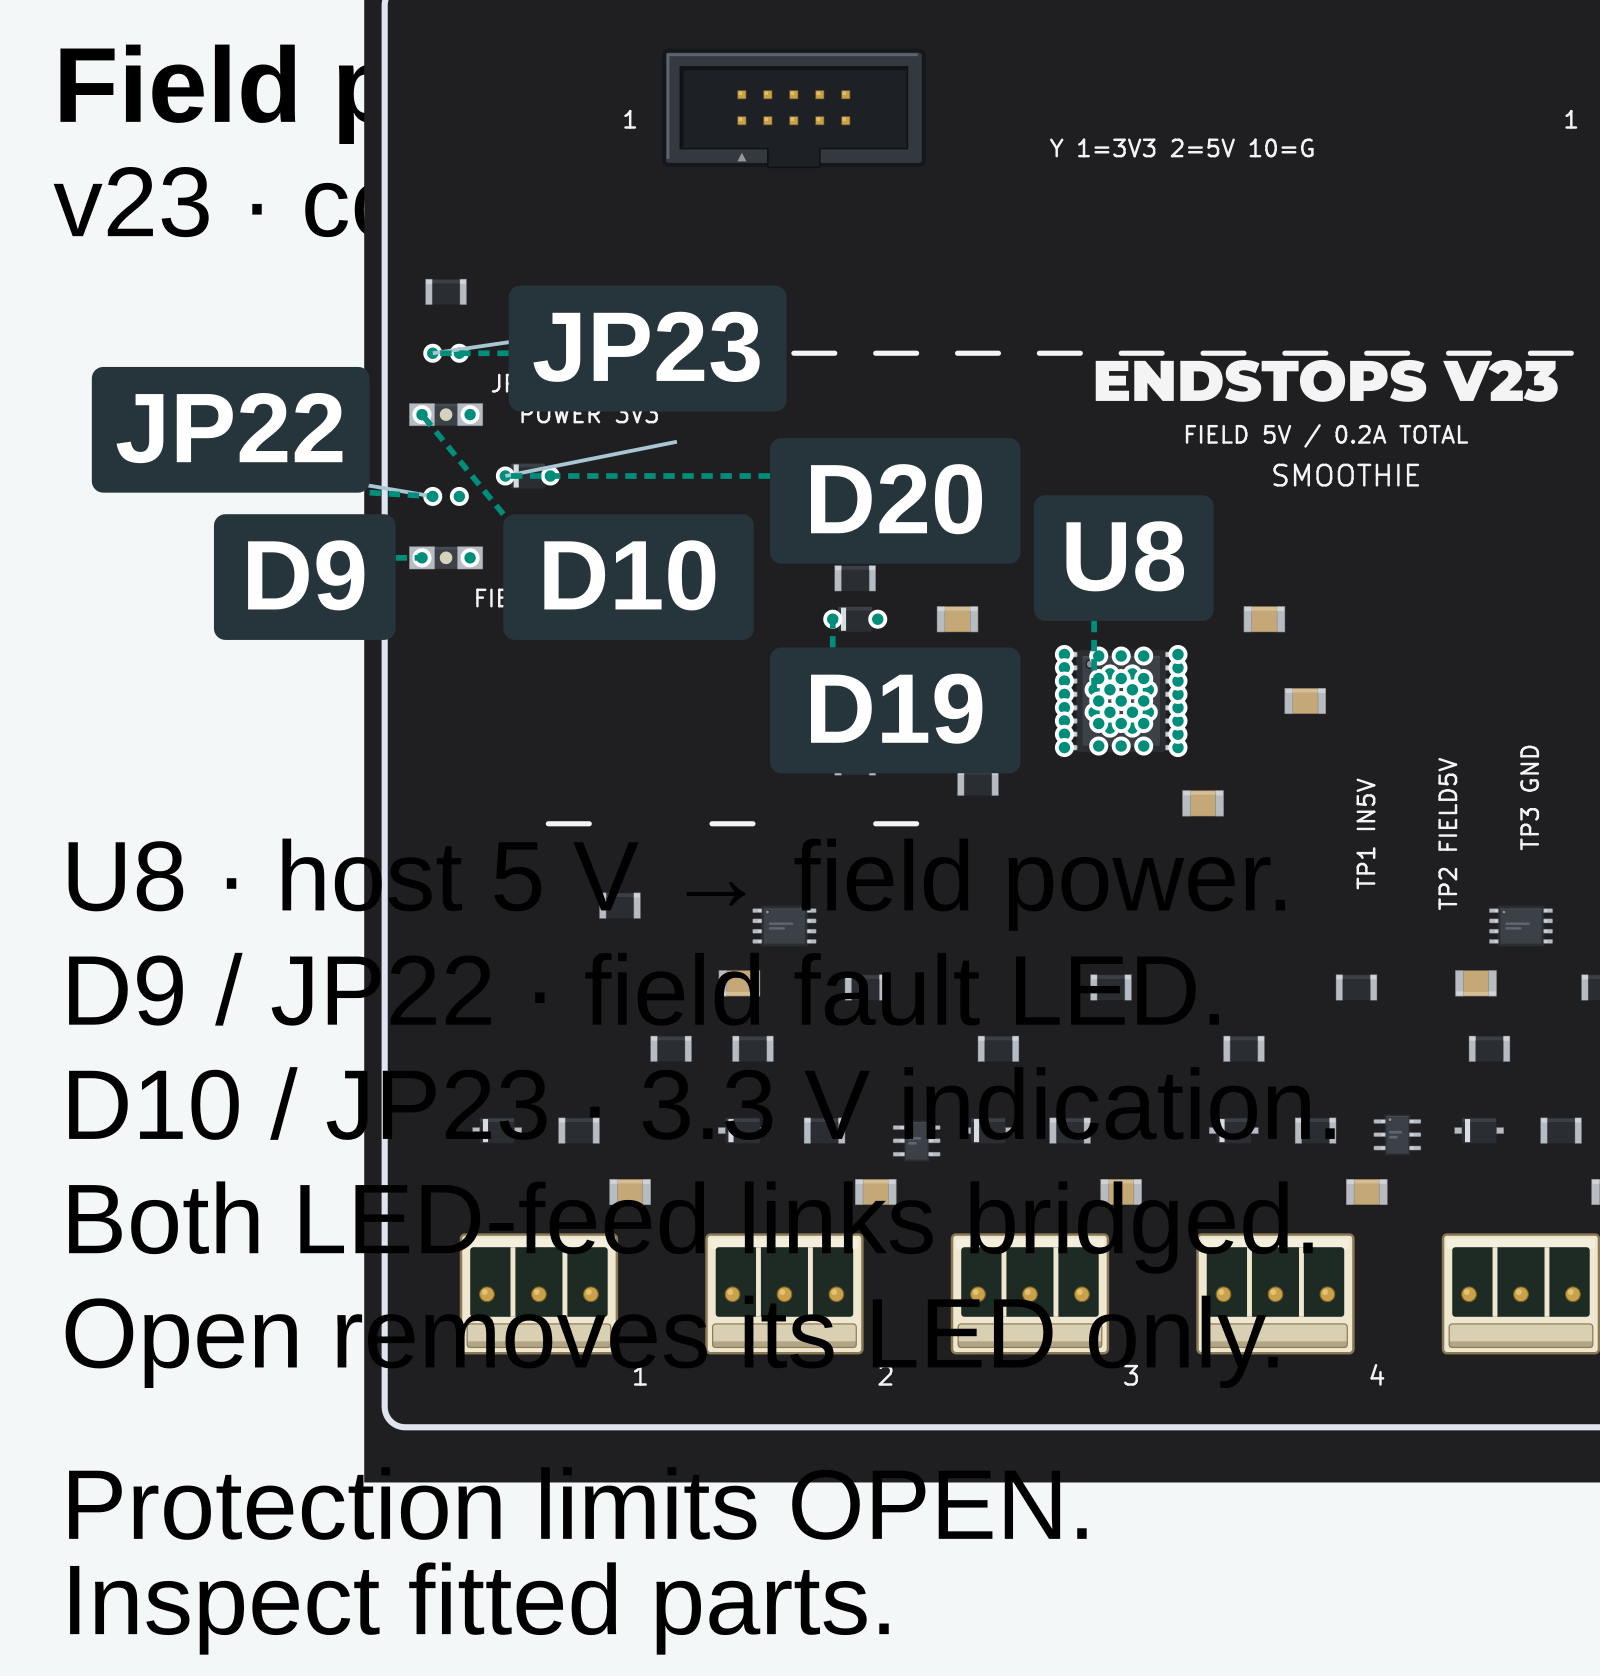 Field p
v23 · co
1
1
Y 1=3V3 2=5V 10=G
JP23
JP22
POWER 3V3
ENDSTOPS V23
FIELD 5V / 0.2A TOTAL
SMOOTHIE
D20
U8
D9
D10
FIE
D19
TP1 IN5V
TP2 FIELD5V
TP3 GND
U8 · host 5 V → field power.
D9 / JP22 · field fault LED.
D10 / JP23 · 3.3 V indication.
Both LED-feed links bridged.
Open removes its LED only.
1
2
3
4
Protection limits OPEN.
Inspect fitted parts.